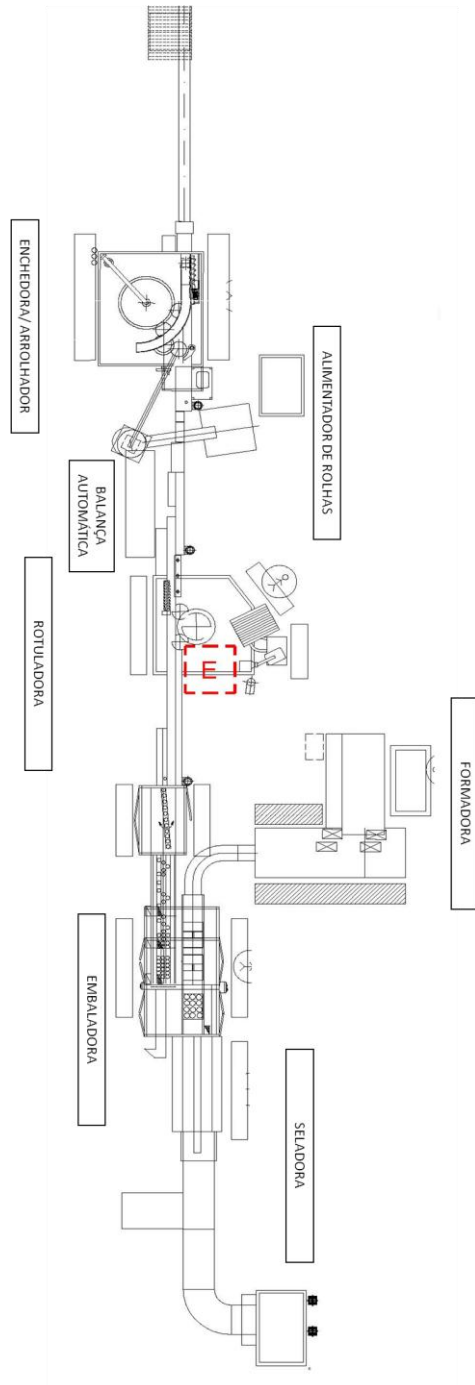 ENCHEDORA/ ARROLHADOR
ALIMENTADOR DE ROLHAS
BALANÇA
AUTOMÁTICA
ROTULADORA
E
FORMADORA
EMBALADORA
SELADORA